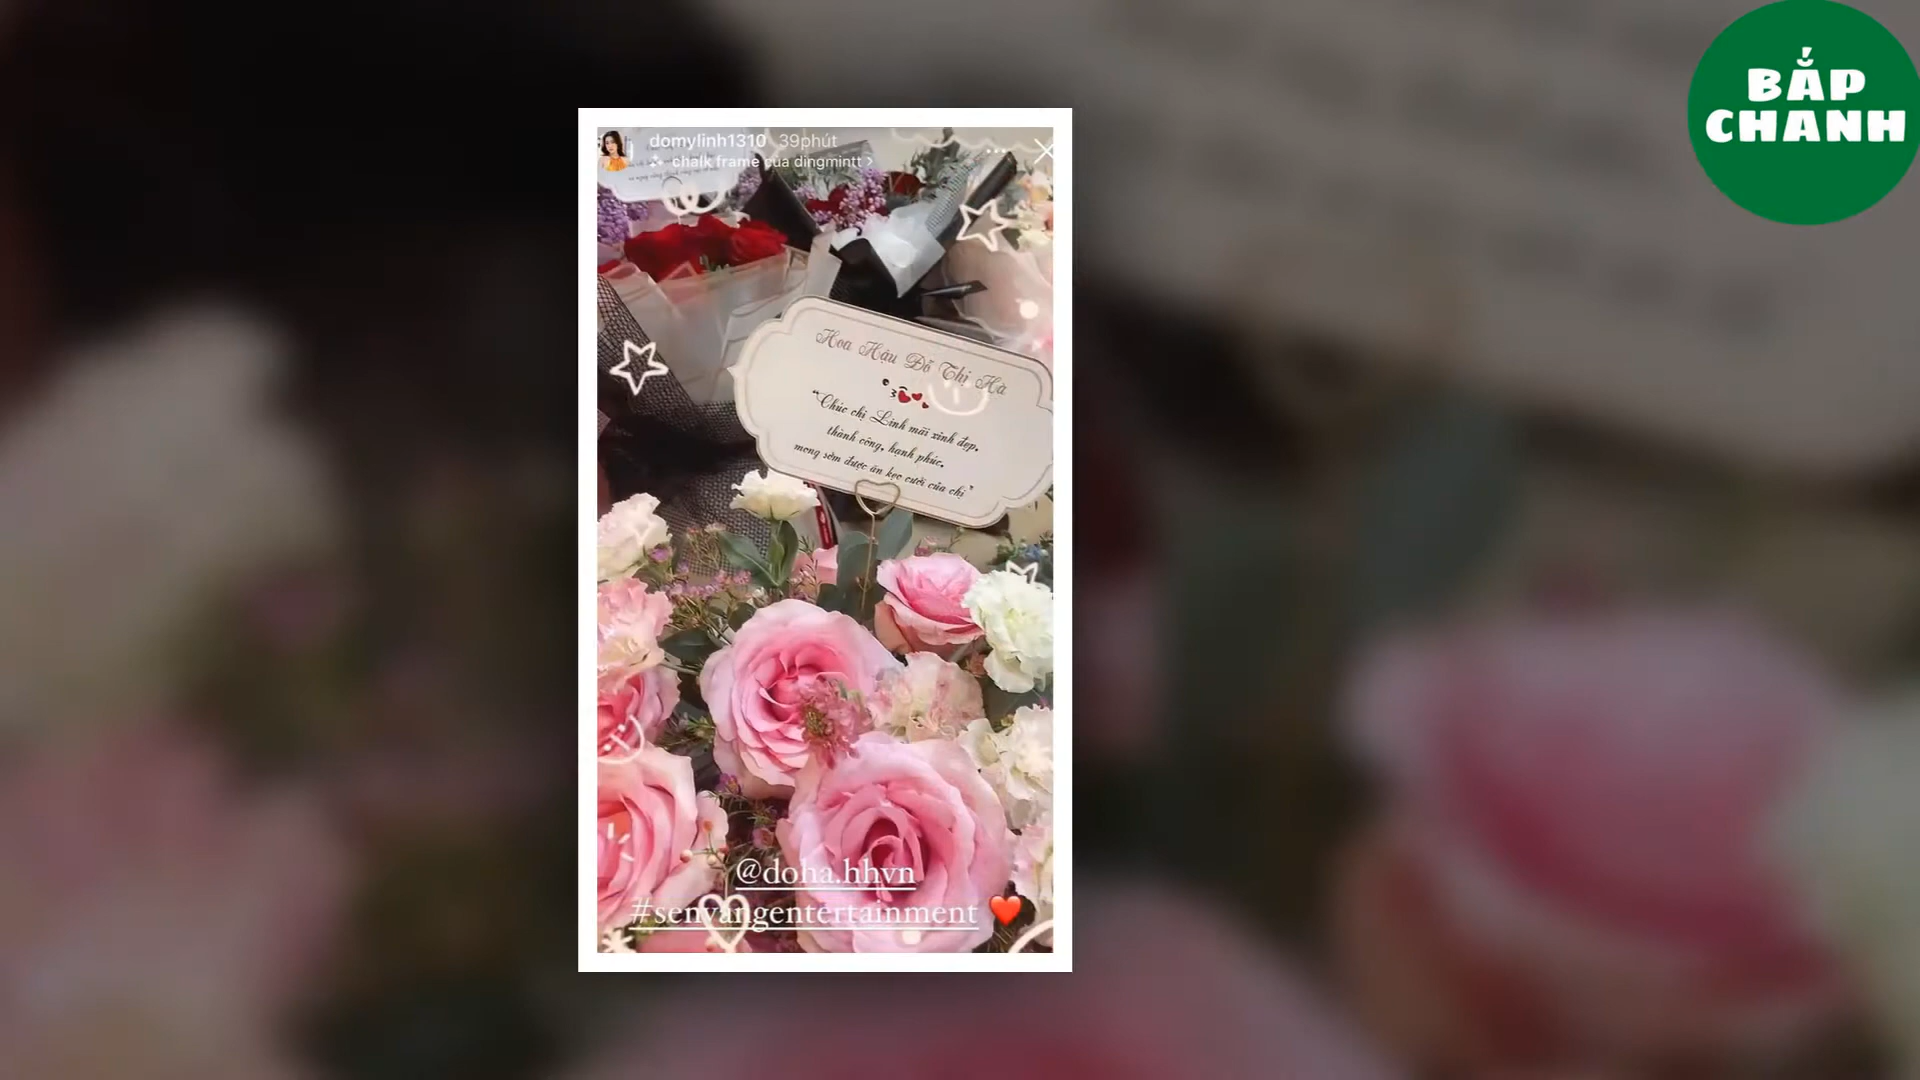 BẮP
CHANH
domylinh1310 39phút
chalk frame của dingmintt >
Hoa Hậu Đỗ Thị Hà
"Chúc chị Linh mãi xinh đẹp,
thành công, hạnh phúc,
mong sớm được ăn kẹo cưới của chị"
@doha.hhvn
#senvangentertainment